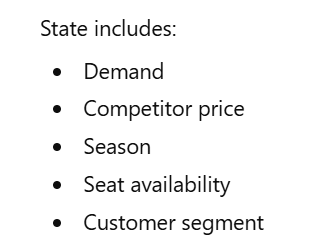 State includes:
• Demand
• Competitor price
• Season
• Seat availability
• Customer segment